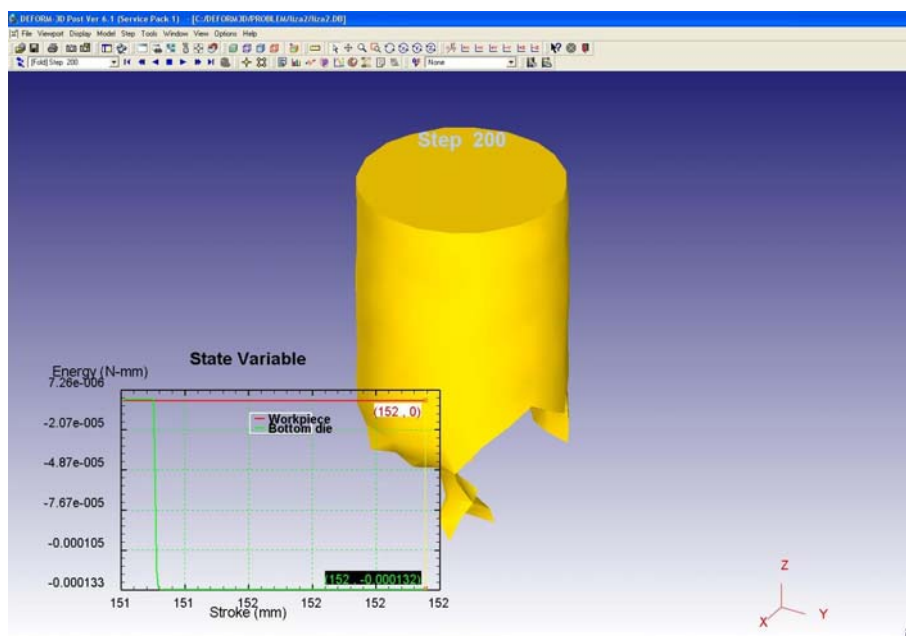 DEFORM-3D Post Ver 6.1 (Service Pack 1) - [C:/DEFORM3D/PROBLEM/liza2/liza2.DB]
File Viewport Display Model Step Tools Window View Options Help
[Fold] Step 200
None
Step 200
State Variable
Energy (N-mm)
7.26e-006
-2.07e-005
-4.87e-005
-7.67e-005
-0.000105
-0.000133
Workpiece
Bottom die
(152 , 0)
(152 , -0.000132)
151 151 152 152 152 152
Stroke (mm)
Z
X Y